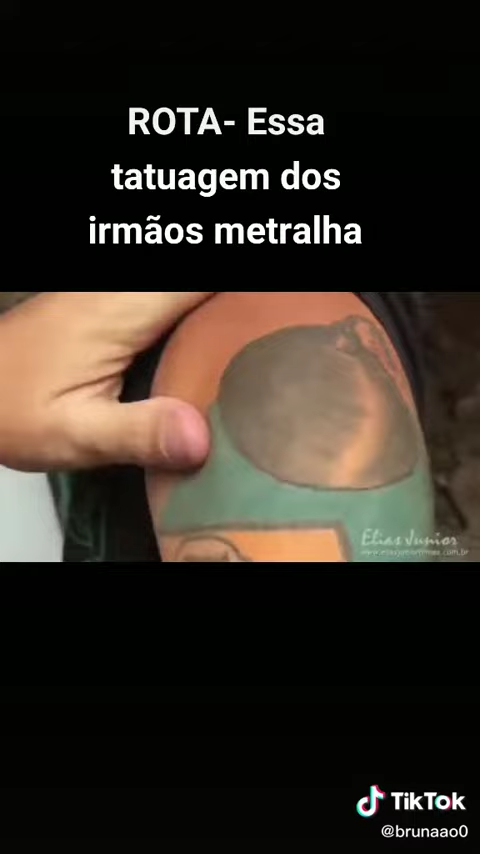 ROTA- Essa
tatuagem dos
irmãos metralha
Elias Junior
TikTok
@brunaao0